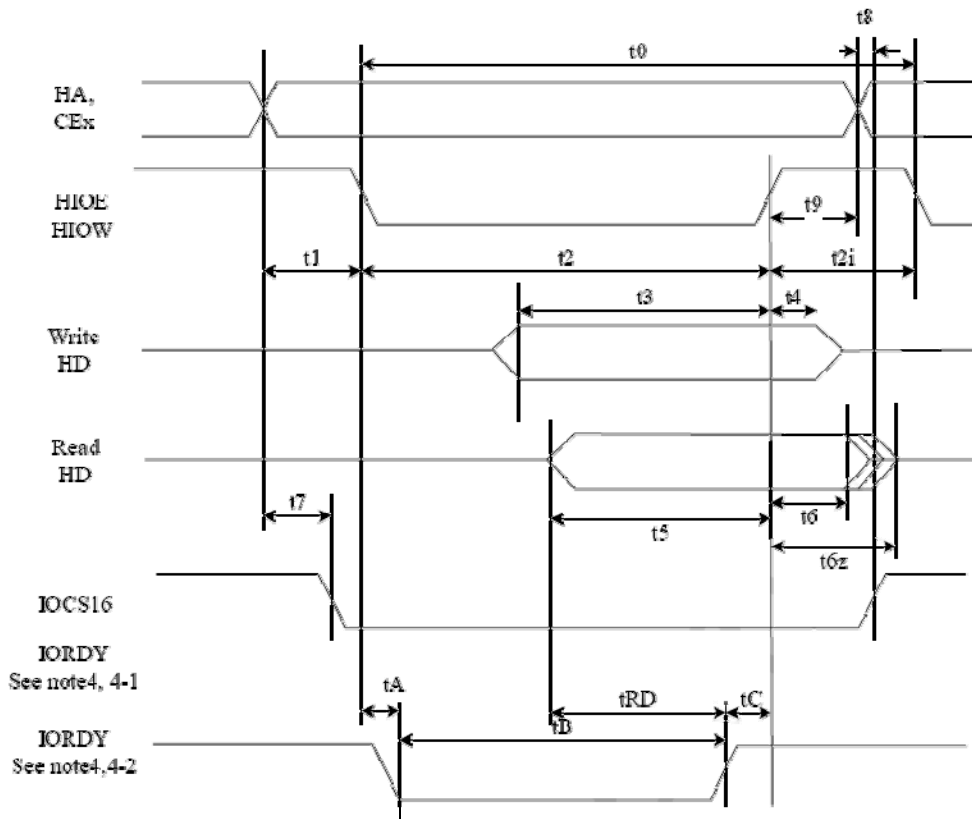 t8
t0
HA,
CEx
HIOE
HIOW
t9
t1
t2
t2i
t3
t4
Write
HD
Read
HD
t7
t5
t6
t6z
IOCS16
IORDY
See note4, 4-1
tA
tRD
tC
tB
IORDY
See note4,4-2